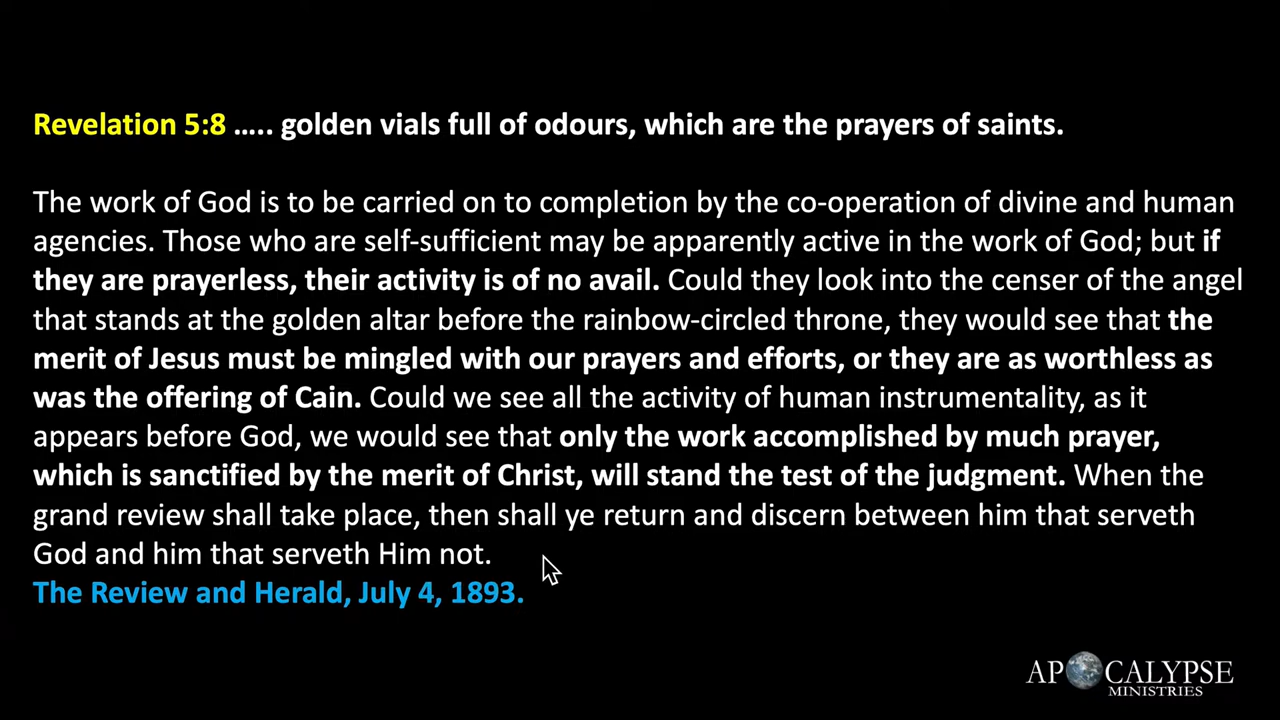 Revelation 5:8 ..... golden vials full of odours, which are the prayers of saints.
The work of God is to be carried on to completion by the co-operation of divine and human
agencies. Those who are self-sufficient may be apparently active in the work of God; but if
they are prayerless, their activity is of no avail. Could they look into the censer of the angel
that stands at the golden altar before the rainbow-circled throne, they would see that the
merit of Jesus must be mingled with our prayers and efforts, or they are as worthless as
was the offering of Cain. Could we see all the activity of human instrumentality, as it
appears before God, we would see that only the work accomplished by much prayer,
which is sanctified by the merit of Christ, will stand the test of the judgment. When the
grand review shall take place, then shall ye return and discern between him that serveth
God and him that serveth Him not.
The Review and Herald, July 4, 1893.
APOCALYPSE
MINISTRIES